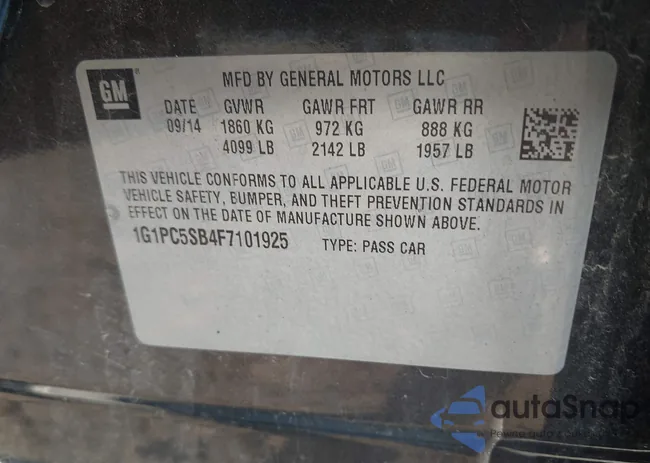 GM
MFD BY GENERAL MOTORS LLC
DATE GVWR GAWR FRT GAWR RR
09/14 1860 KG 972 KG 888 KG
4099 LB 2142 LB 1957 LB
THIS VEHICLE CONFORMS TO ALL APPLICABLE U.S. FEDERAL MOTOR
VEHICLE SAFETY, BUMPER, AND THEFT PREVENTION STANDARDS IN
EFFECT ON THE DATE OF MANUFACTURE SHOWN ABOVE.
1G1PC5SB4F7101925 TYPE: PASS CAR
autaSnap